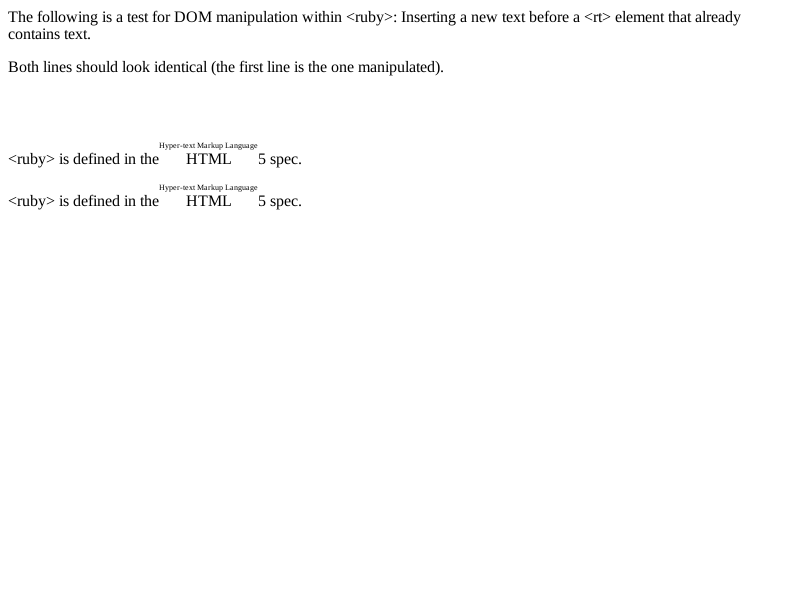 The following is a test for DOM manipulation within <ruby>: Inserting a new text before a <rt> element that already
contains text.
Both lines should look identical (the first line is the one manipulated).
Hyper-text Markup Language
<ruby> is defined in the HTML 5 spec.
Hyper-text Markup Language
<ruby> is defined in the HTML 5 spec.